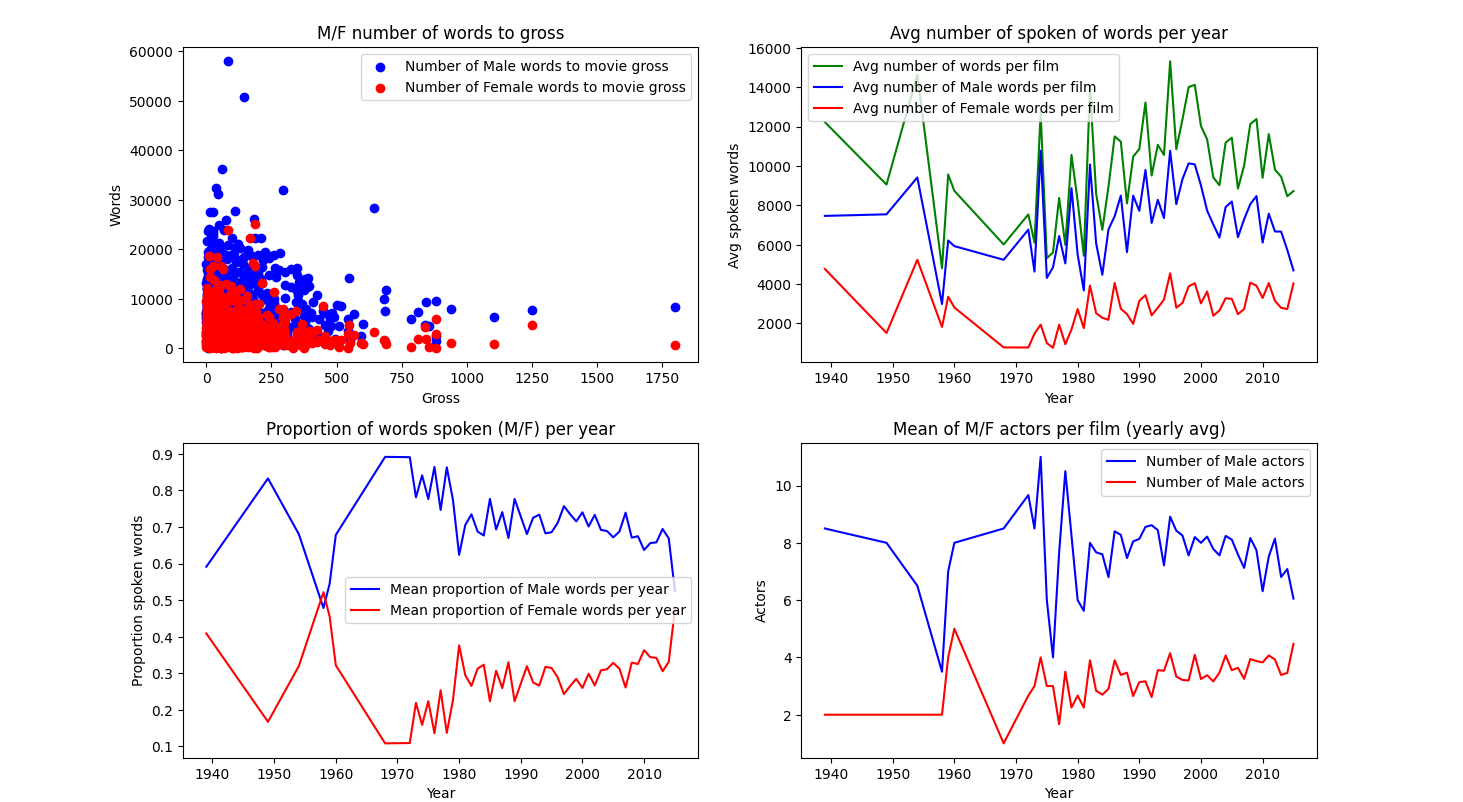 M/F number of words to gross
60000
50000
40000
30000
20000
10000
0
Words
Number of Male words to movie gross
Number of Female words to movie gross
0 250 500 750 1000 1250 1500 1750
Gross
Avg number of spoken of words per year
16000
14000
12000
10000
8000
6000
4000
2000
Avg spoken words
Avg number of words per film
Avg number of Male words per film
Avg number of Female words per film
1940 1950 1960 1970 1980 1990 2000 2010
Year
Proportion of words spoken (M/F) per year
0.9
0.8
0.7
0.6
0.5
0.4
0.3
0.2
0.1
Proportion spoken words
Mean proportion of Male words per year
Mean proportion of Female words per year
1940 1950 1960 1970 1980 1990 2000 2010
Year
Mean of M/F actors per film (yearly avg)
10
8
6
4
2
Actors
Number of Male actors
Number of Male actors
1940 1950 1960 1970 1980 1990 2000 2010
Year